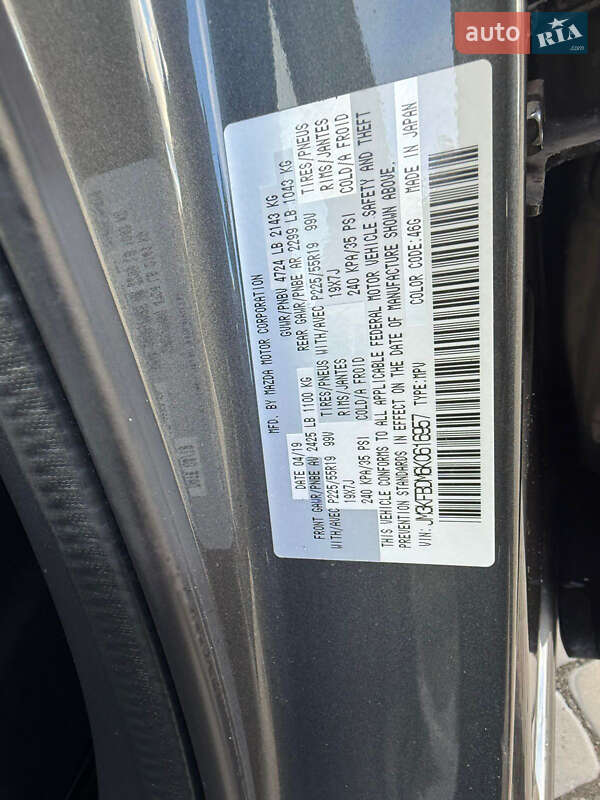 auto RIA .com
MFD. BY MAZDA MOTOR CORPORATION
DATE 04/19 GVWR/PNBV 4724 LB 2143 KG
FRONT GAWR/PNBE AV 2425 LB 1100 KG REAR GAWR/PNBE AR 2299 LB 1043 KG
WITH/AVEC P225/55R19 99V TIRES/PNEUS WITH/AVEC P225/55R19 99V TIRES/PNEUS
19X7J RIMS/JANTES 19X7J RIMS/JANTES
240 KPA/35 PSI COLD/A FROID 240 KPA/35 PSI COLD/A FROID
THIS VEHICLE CONFORMS TO ALL APPLICABLE FEDERAL MOTOR VEHICLE SAFETY AND THEFT
PREVENTION STANDARDS IN EFFECT ON THE DATE OF MANUFACTURE SHOWN ABOVE.
VIN: JM3KFBDM6K0616957 TYPE:MPV COLOR CODE:46G MADE IN JAPAN